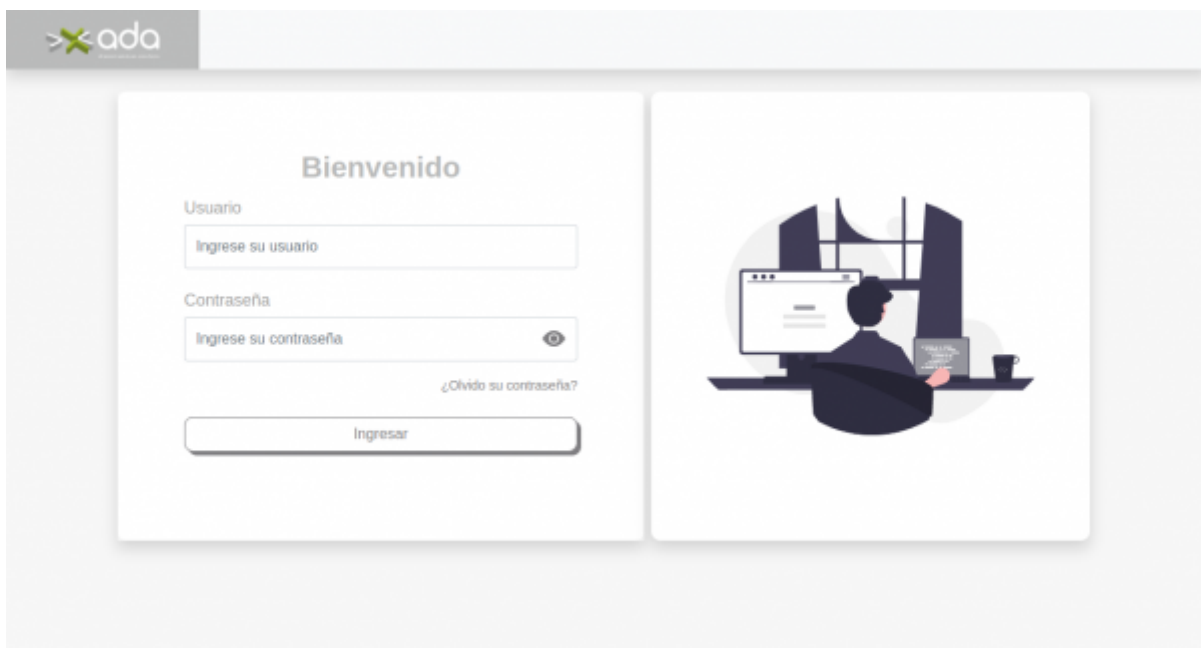 ada
Bienvenido
Usuario
Ingrese su usuario
Contraseña
Ingrese su contraseña
¿Olvido su contraseña?
Ingresar